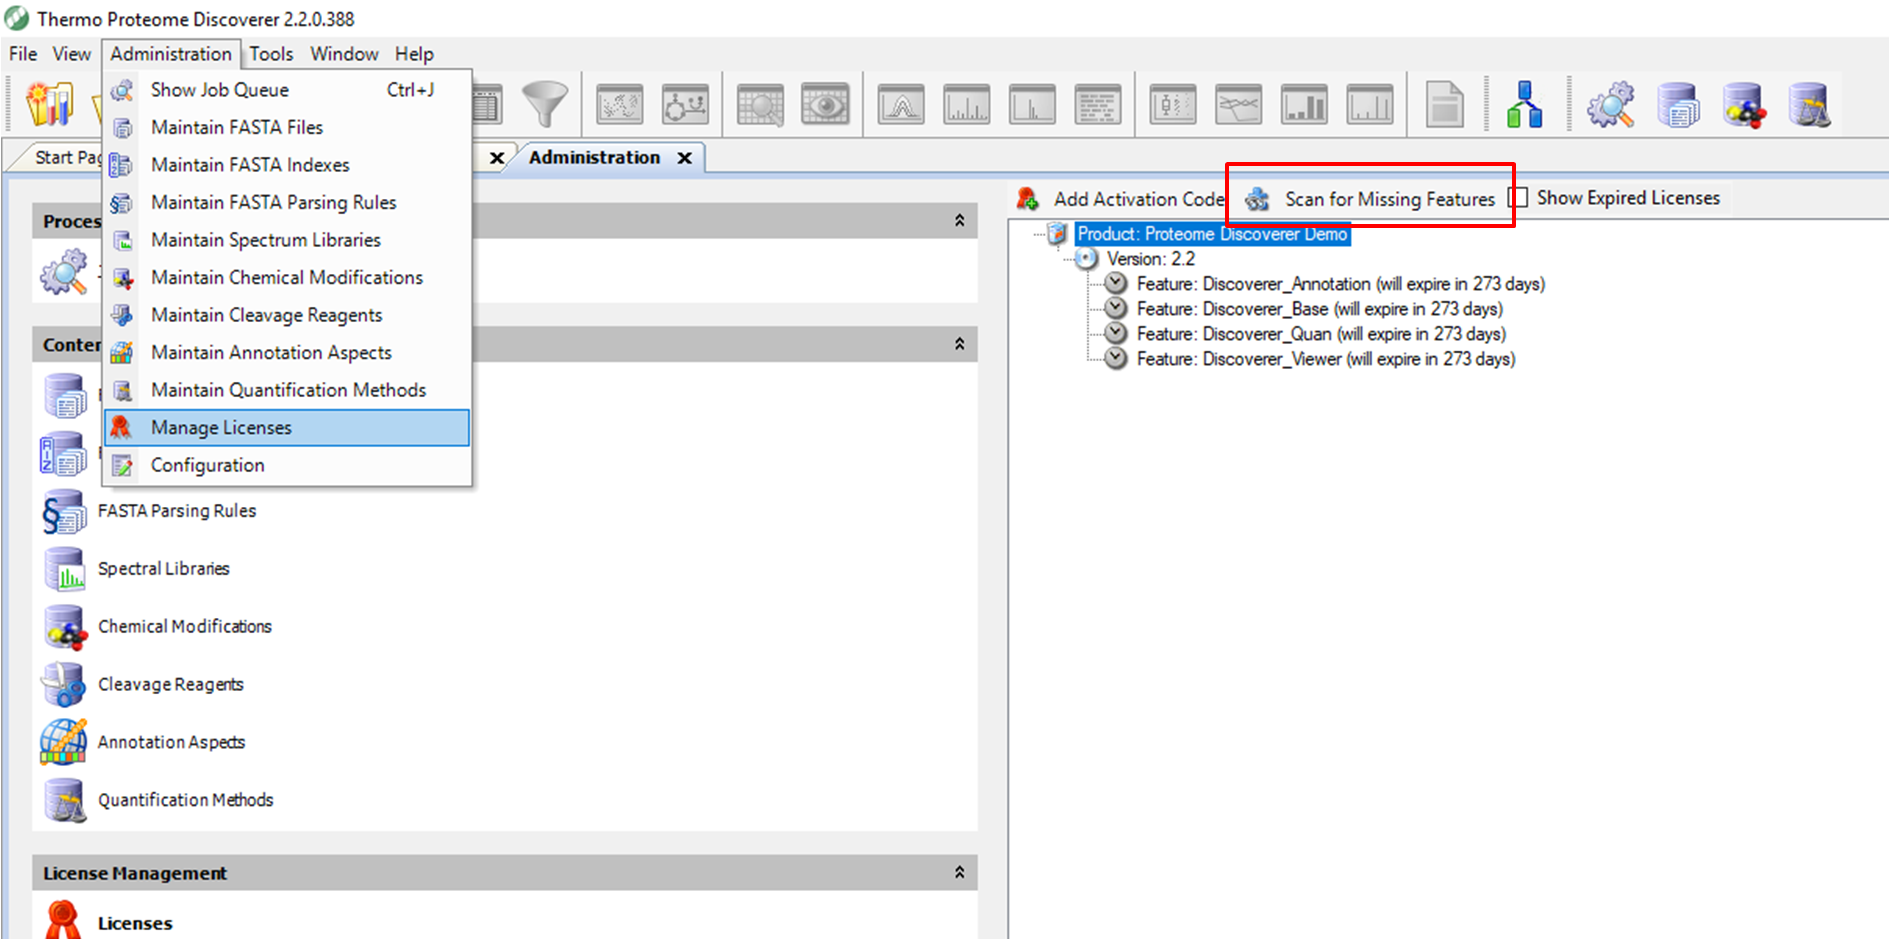 Thermo Proteome Discoverer 2.2.0.388
File View Administration Tools Window Help
Show Job Queue Ctrl+J
Maintain FASTA Files
Maintain FASTA Indexes
Maintain FASTA Parsing Rules
Maintain Spectrum Libraries
Maintain Chemical Modifications
Maintain Cleavage Reagents
Maintain Annotation Aspects
Maintain Quantification Methods
Manage Licenses
Configuration
Start Pag
Administration
Proces
Conter
FASTA Parsing Rules
Spectral Libraries
Chemical Modifications
Cleavage Reagents
Annotation Aspects
Quantification Methods
License Management
Licenses
Add Activation Code Scan for Missing Features Show Expired Licenses
Product: Proteome Discoverer Demo
Version: 2.2
Feature: Discoverer_Annotation (will expire in 273 days)
Feature: Discoverer_Base (will expire in 273 days)
Feature: Discoverer_Quan (will expire in 273 days)
Feature: Discoverer_Viewer (will expire in 273 days)